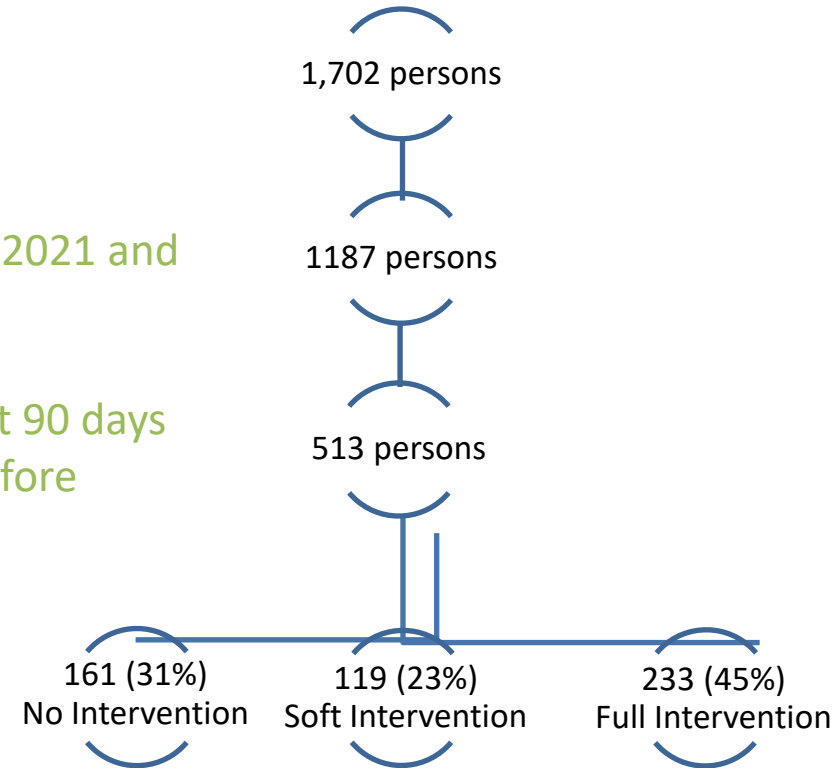 1,702 persons
2021 and
1187 persons
90 days
fore
513 persons
161 (31%)
No Intervention
119 (23%)
Soft Intervention
233 (45%)
Full Intervention